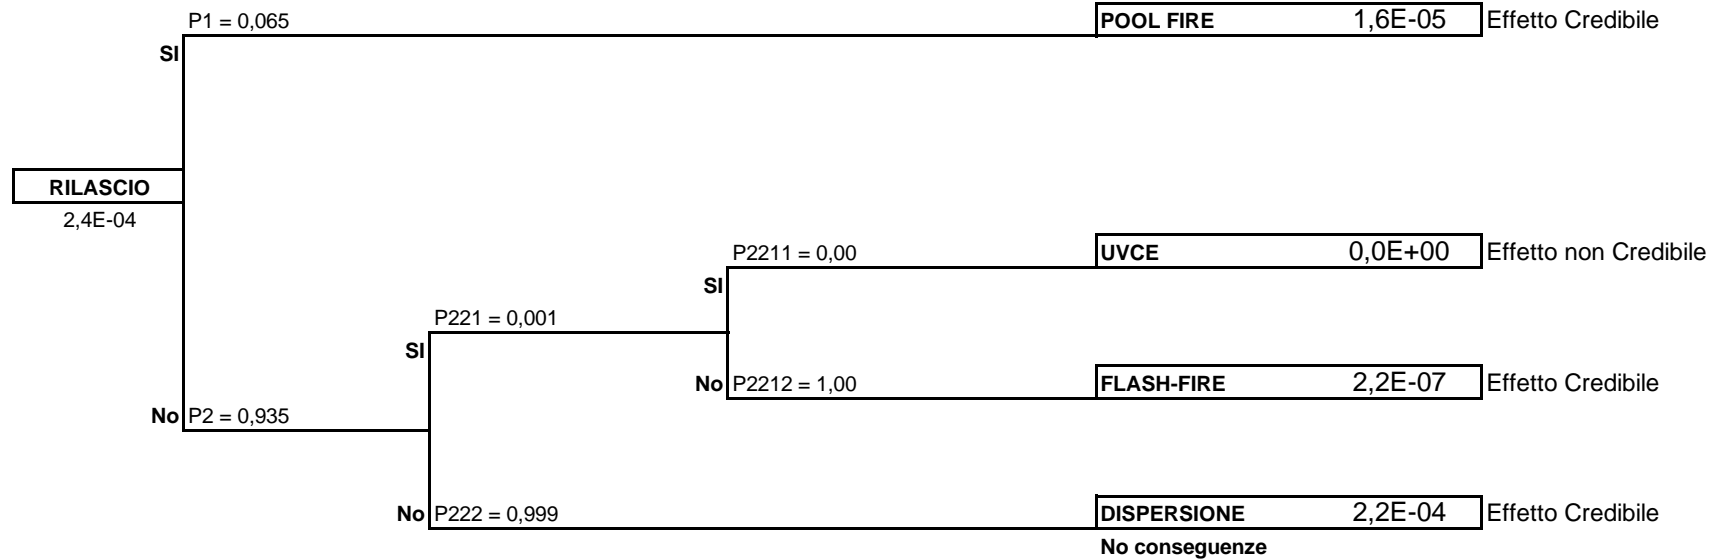 P1 = 0,065
POOL FIRE 1,6E-05 Effetto Credibile
SI
RILASCIO
2,4E-04
P2211 = 0,00
UVCE 0,0E+00 Effetto non Credibile
SI
P221 = 0,001
SI
No P2212 = 1,00
FLASH-FIRE 2,2E-07 Effetto Credibile
No P2 = 0,935
No P222 = 0,999
DISPERSIONE 2,2E-04 Effetto Credibile
No conseguenze